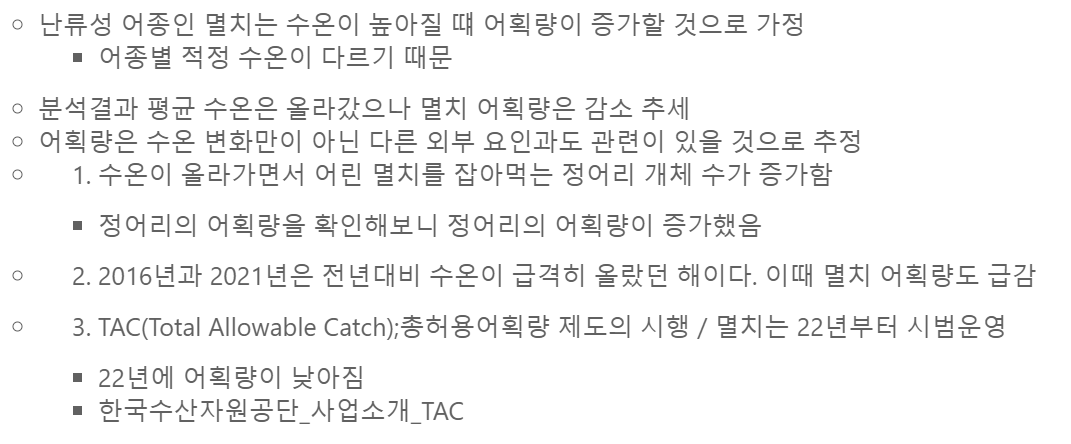 난류성 어종인 멸치는 수온이 높아질 떄 어획량이 증가할 것으로 가정
어종별 적정 수온이 다르기 때문
분석결과 평균 수온은 올라갔으나 멸치 어획량은 감소 추세
어획량은 수온 변화만이 아닌 다른 외부 요인과도 관련이 있을 것으로 추정
1. 수온이 올라가면서 어린 멸치를 잡아먹는 정어리 개체 수가 증가함
정어리의 어획량을 확인해보니 정어리의 어획량이 증가했음
2. 2016년과 2021년은 전년대비 수온이 급격히 올랐던 해이다. 이때 멸치 어획량도 급감
3. TAC(Total Allowable Catch);총허용어획량 제도의 시행 / 멸치는 22년부터 시범운영
22년에 어획량이 낮아짐
한국수산자원공단_사업소개_TAC